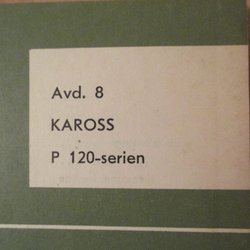 Avd. 8
KAROSS
P 120-serien